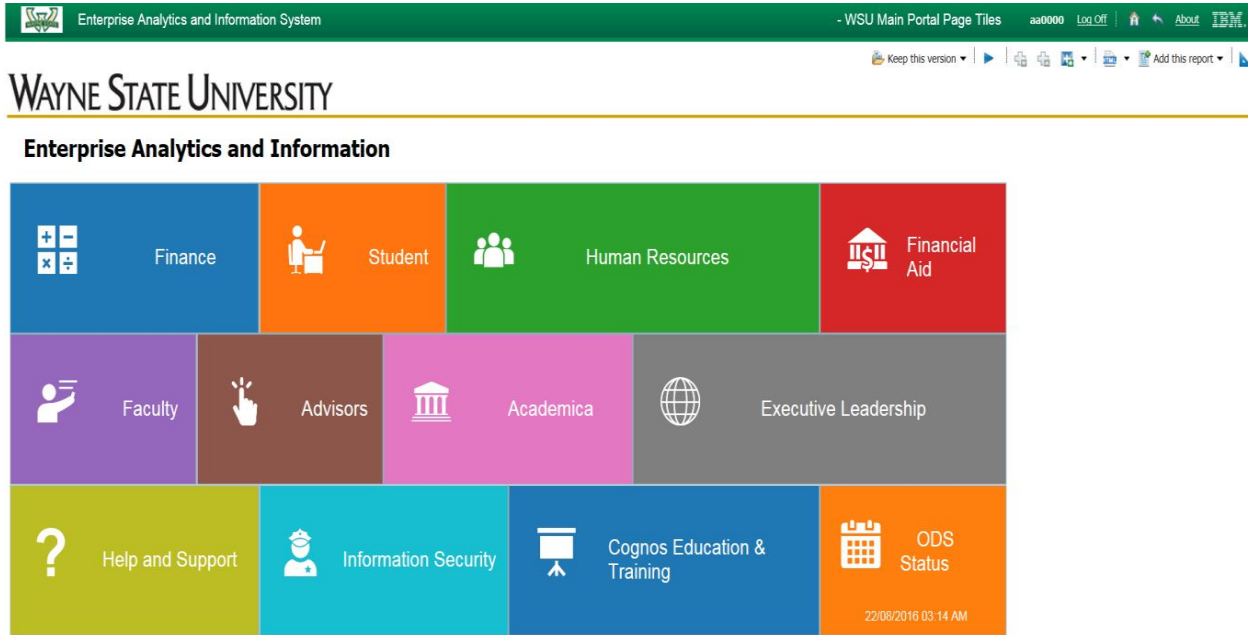 Enterprise Analytics and Information System
- WSU Main Portal Page Tiles aa0000 Log Off About IBM.
Keep this version Add this report
WAYNE STATE UNIVERSITY
Enterprise Analytics and Information
Finance
Student
Human Resources
Financial
Aid
Faculty
Advisors
Academica
Executive Leadership
Help and Support
Information Security
Cognos Education &
Training
ODS
Status
22/08/2016 03:14 AM